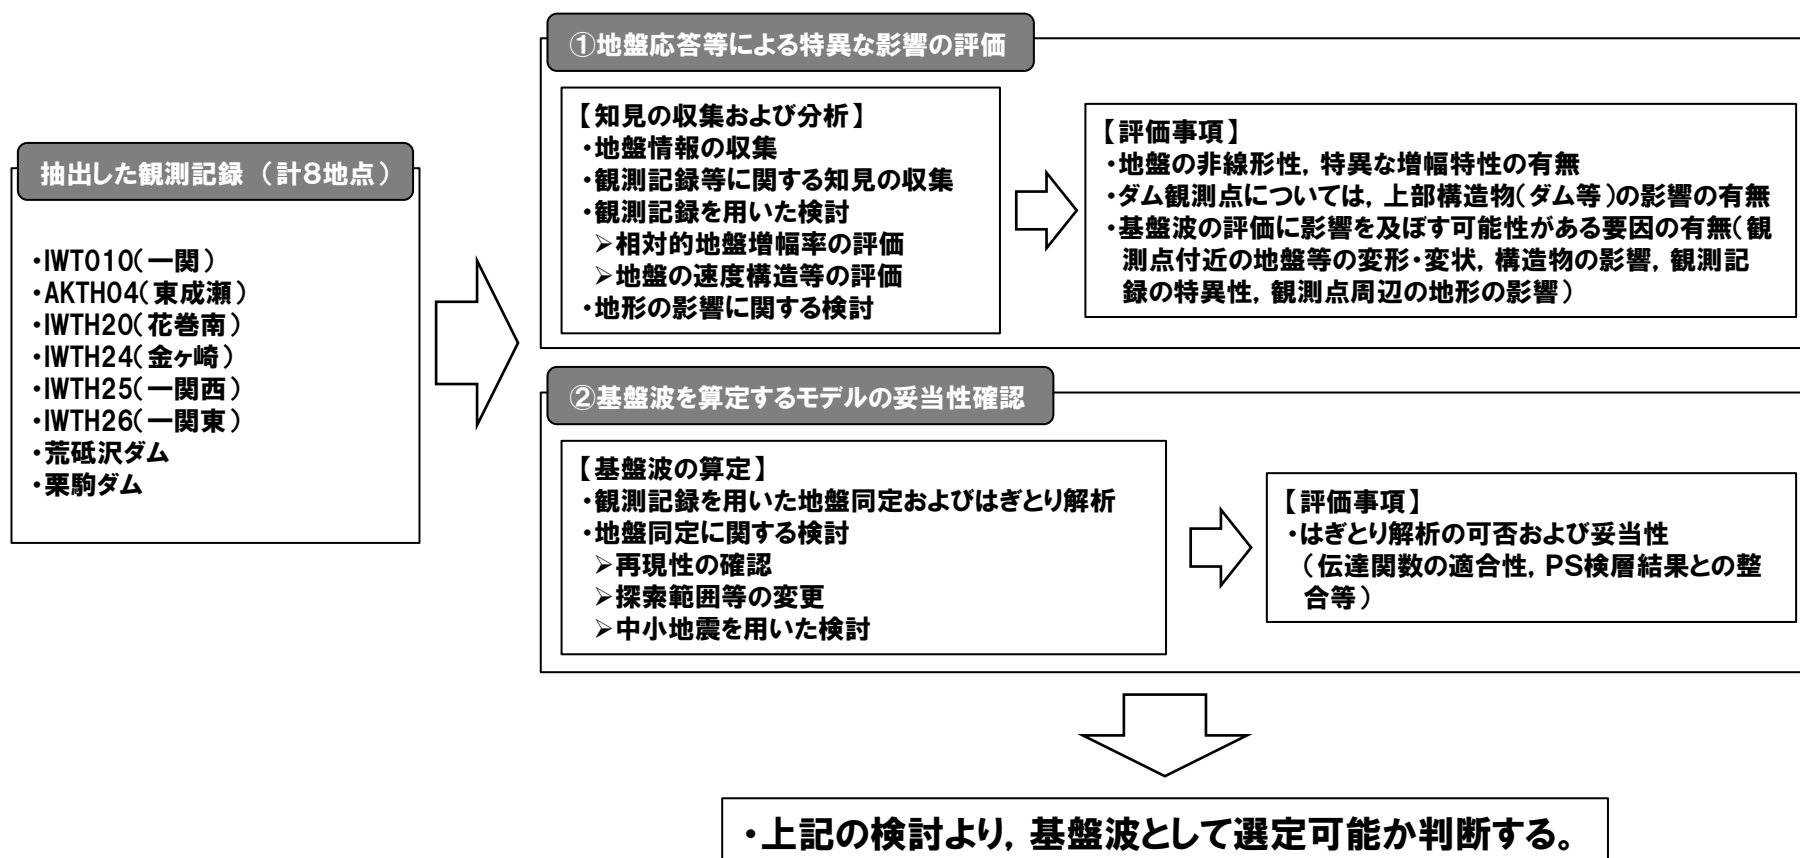 抽出した観測記録（計８地点）
・IWT010（一関）
・AKTH04（東成瀬）
・IWTH20（花巻南）
・IWTH24（金ヶ崎）
・IWTH25（一関西）
・IWTH26（一関東）
・荒砥沢ダム
・栗駒ダム
①地盤応答等による特異な影響の評価
【知見の収集および分析】
・地盤情報の収集
・観測記録等に関する知見の収集
・観測記録を用いた検討
➢相対的地盤増幅率の評価
➢地盤の速度構造等の評価
・地形の影響に関する検討
【評価事項】
・地盤の非線形性，特異な増幅特性の有無
・ダム観測点については，上部構造物（ダム等）の影響の有無
・基盤波の評価に影響を及ぼす可能性がある要因の有無（観
測点付近の地盤等の変形・変状，構造物の影響，観測記
録の特異性，観測点周辺の地形の影響）
②基盤波を算定するモデルの妥当性確認
【基盤波の算定】
・観測記録を用いた地盤同定およびはぎとり解析
・地盤同定に関する検討
➢再現性の確認
➢探索範囲等の変更
➢中小地震を用いた検討
【評価事項】
・はぎとり解析の可否および妥当性
（伝達関数の適合性，PS検層結果との整
合等）
・上記の検討より，基盤波として選定可能か判断する。